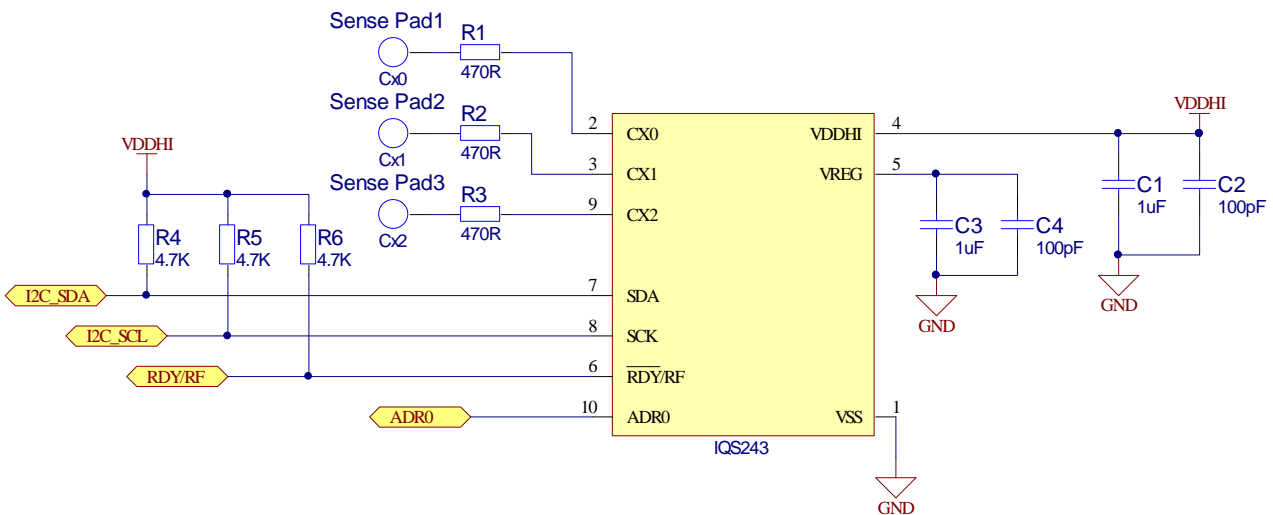 Sense Pad1
R1
470R
Cx0
Sense Pad2
R2
470R
Cx1
Sense Pad3
R3
470R
Cx2
VDDHI
R4
4.7K
R5
4.7K
R6
4.7K
I2C_SDA
I2C_SCL
RDY/RF
ADR0
2 CX0
3 CX1
9 CX2
7 SDA
8 SCK
6 RDY/RF
10 ADR0
VDDHI 4
VREG 5
VSS 1
IQS243
VDDHI
C1
1uF
C2
100pF
C3
1uF
C4
100pF
GND
GND
GND